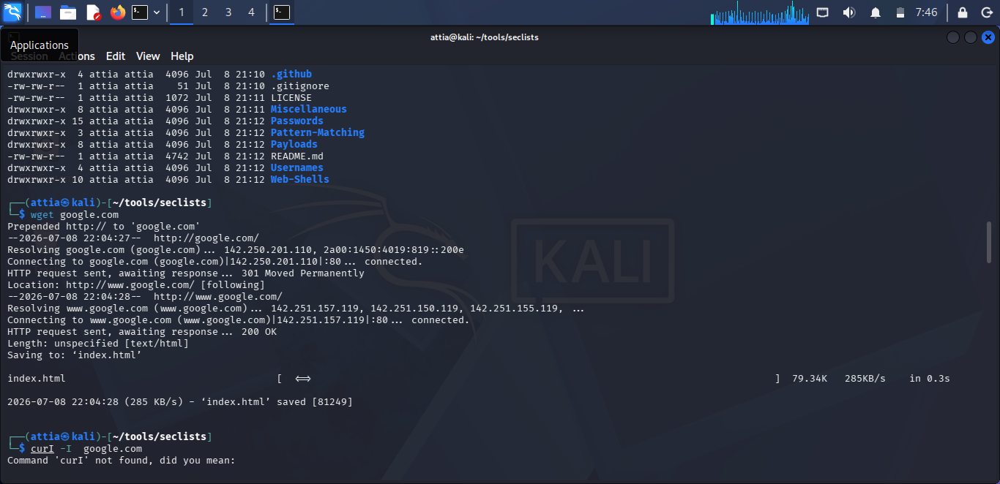 1 2 3 4 7:46
attia@kali: ~/tools/seclists
Applications
Session Actions Edit View Help
drwxrwxr-x  4 attia attia  4096 Jul  8 21:10 .github
-rw-rw-r--  1 attia attia    51 Jul  8 21:10 .gitignore
-rw-rw-r--  1 attia attia  1072 Jul  8 21:11 LICENSE
drwxrwxr-x  8 attia attia  4096 Jul  8 21:11 Miscellaneous
drwxrwxr-x 15 attia attia  4096 Jul  8 21:12 Passwords
drwxrwxr-x  3 attia attia  4096 Jul  8 21:12 Pattern-Matching
drwxrwxr-x  8 attia attia  4096 Jul  8 21:12 Payloads
-rw-rw-r--  1 attia attia  4742 Jul  8 21:12 README.md
drwxrwxr-x  4 attia attia  4096 Jul  8 21:12 Usernames
drwxrwxr-x 10 attia attia  4096 Jul  8 21:12 Web-Shells
┌──(attia㉿kali)-[~/tools/seclists]
└─$ wget google.com
Prepended http:// to 'google.com'
--2026-07-08 22:04:27--  http://google.com/
Resolving google.com (google.com)... 142.250.201.110, 2a00:1450:4019:819::200e
Connecting to google.com (google.com)|142.250.201.110|:80... connected.
HTTP request sent, awaiting response... 301 Moved Permanently
Location: http://www.google.com/ [following]
--2026-07-08 22:04:28--  http://www.google.com/
Resolving www.google.com (www.google.com)... 142.251.157.119, 142.251.150.119, 142.251.155.119, ...
Connecting to www.google.com (www.google.com)|142.251.157.119|:80... connected.
HTTP request sent, awaiting response... 200 OK
Length: unspecified [text/html]
Saving to: ‘index.html’
index.html [ <=> ] 79.34K 285KB/s in 0.3s
2026-07-08 22:04:28 (285 KB/s) - ‘index.html’ saved [81249]
┌──(attia㉿kali)-[~/tools/seclists]
└─$ curI -I  google.com
Command 'curI' not found, did you mean:
KALI